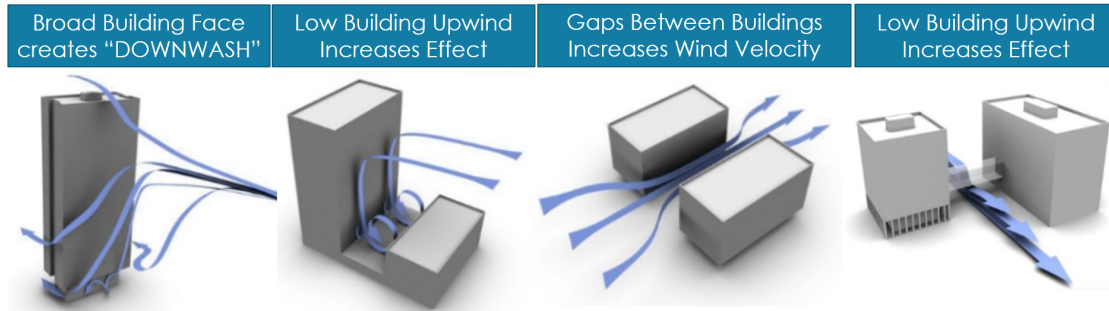 Broad Building Face
creates “DOWNWASH”
Low Building Upwind
Increases Effect
Gaps Between Buildings
Increases Wind Velocity
Low Building Upwind
Increases Effect